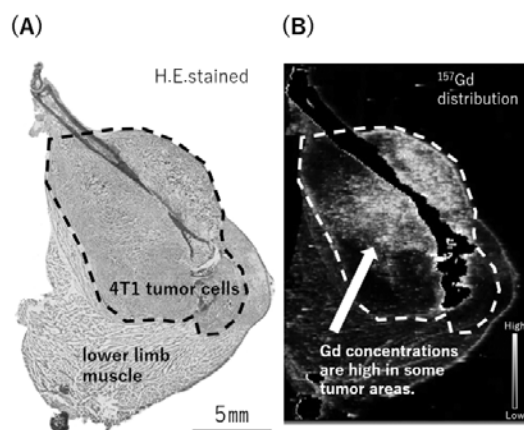 (A)
H.E.stained
4T1 tumor cells
lower limb
muscle
5mm
(B)
¹⁵⁷Gd
distribution
Gd concentrations
are high in some
tumor areas.
High
Low